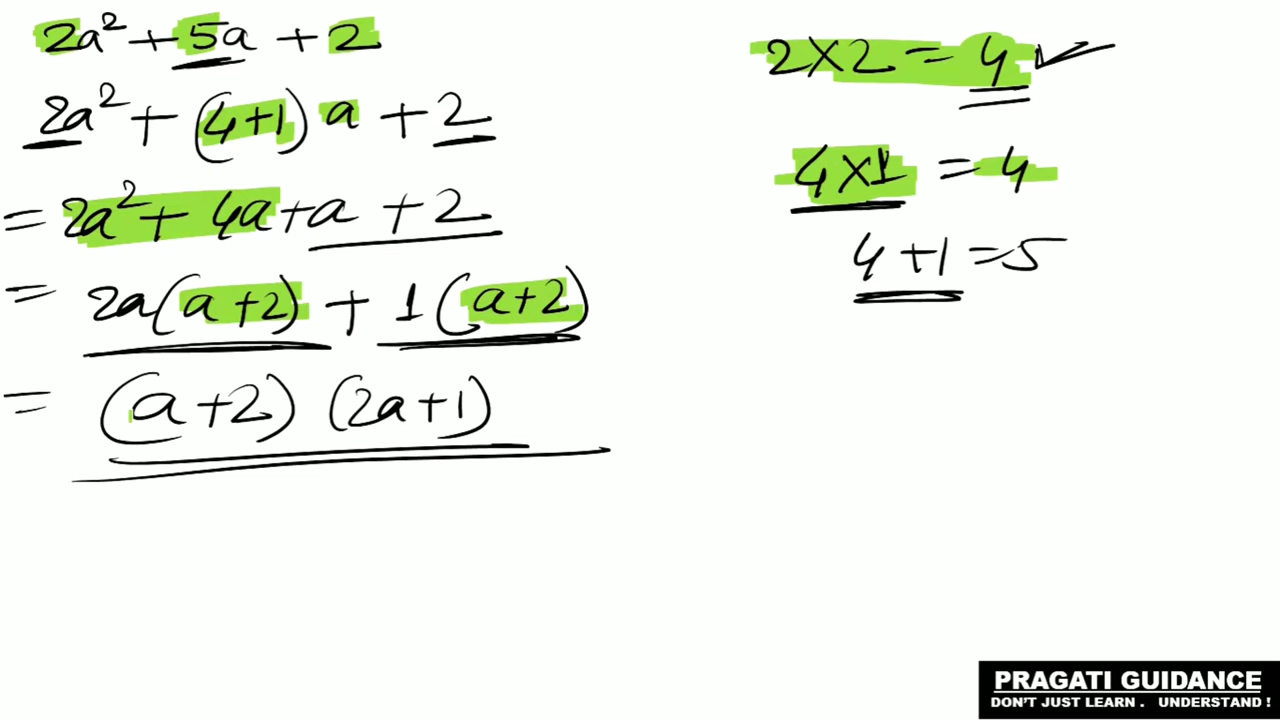 2a² + 5a + 2
2a² + (4+1) a + 2
= 2a² + 4a + a + 2
= 2a(a+2) + 1(a+2)
= (a+2) (2a+1)
2×2 = 4 ✓
4×1 = 4
4+1=5
PRAGATI GUIDANCE
DON'T JUST LEARN . UNDERSTAND !